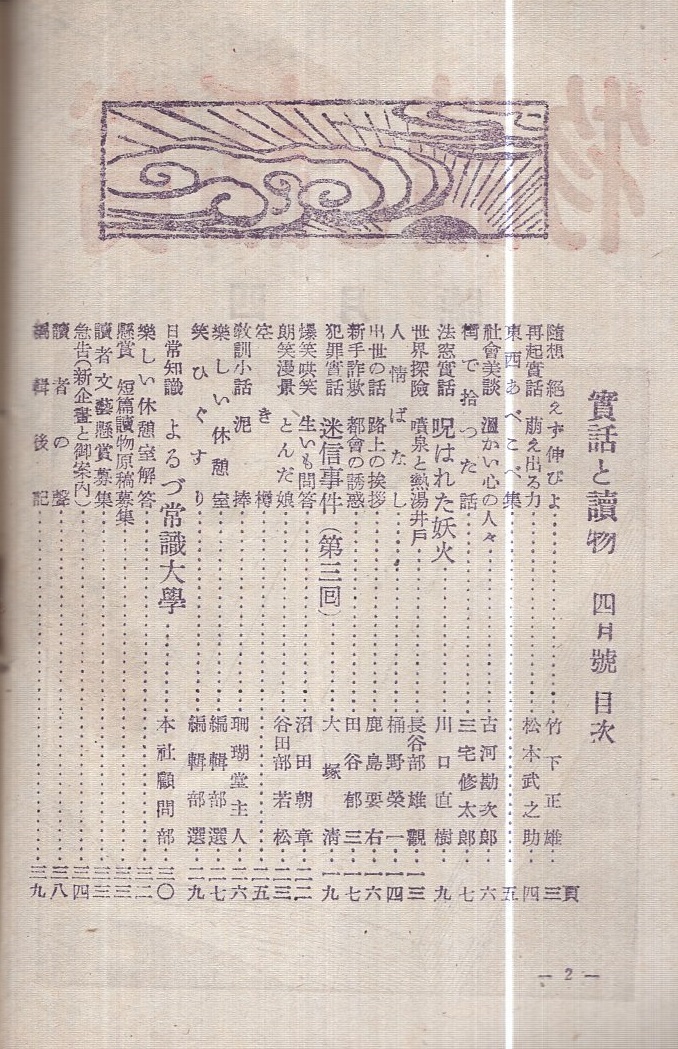 實話と讀物 四月號 目次
隨想 絕えず伸びよ……竹下正雄…三頁
再起實話 萠え出る力……松本武之助…四
東西あべこべ集……五
社會美談 溫かい心の人々……古河勘次郎…六
街で拾つた話……三宅修太郎…七
法窓實話 呪はれた妖火……川口直樹…九
世界探險 噴泉と熱湯井戶……長谷部雄觀…一三
人情ばなし……桶野榮一…一四
出世の話 路上の挨拶……鹿島要右…一六
新手詐欺 都會の誘惑……田谷郁三…一七
犯罪實話 迷信事件(第三回)……大塚淸…一九
爆笑哄笑 生いも問答……沼田朝章…二二
朗笑漫景 とんだ娘……谷田部若松…二三
空き樽……二五
敎訓小話 泥棒……珊瑚堂主人…二六
樂しい休憩室……編輯部選…二七
笑ひぐすり……編輯部選…二九
日常知識 よろづ常識大學……本社顧問部…三〇
樂しい休憩室解答……三二
懸賞 短篇讀物原稿募集……三三
讀者文藝懸賞募集……三三
急吿(新企畫と御案內)……三四
讀者の聲……三八
編輯後記……三九
— 2 —